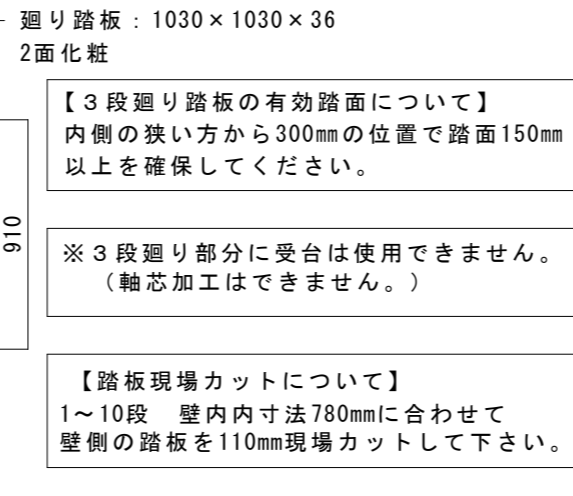 廻り踏板：1030×1030×36
2面化粧
【３段廻り踏板の有効踏面について】
内側の狭い方から300㎜の位置で踏面150㎜
以上を確保してください。
910
※３段廻り部分に受台は使用できません。
（軸芯加工はできません。）
【踏板現場カットについて】
1～10段　壁内内寸法780㎜に合わせて
壁側の踏板を110㎜現場カットして下さい。